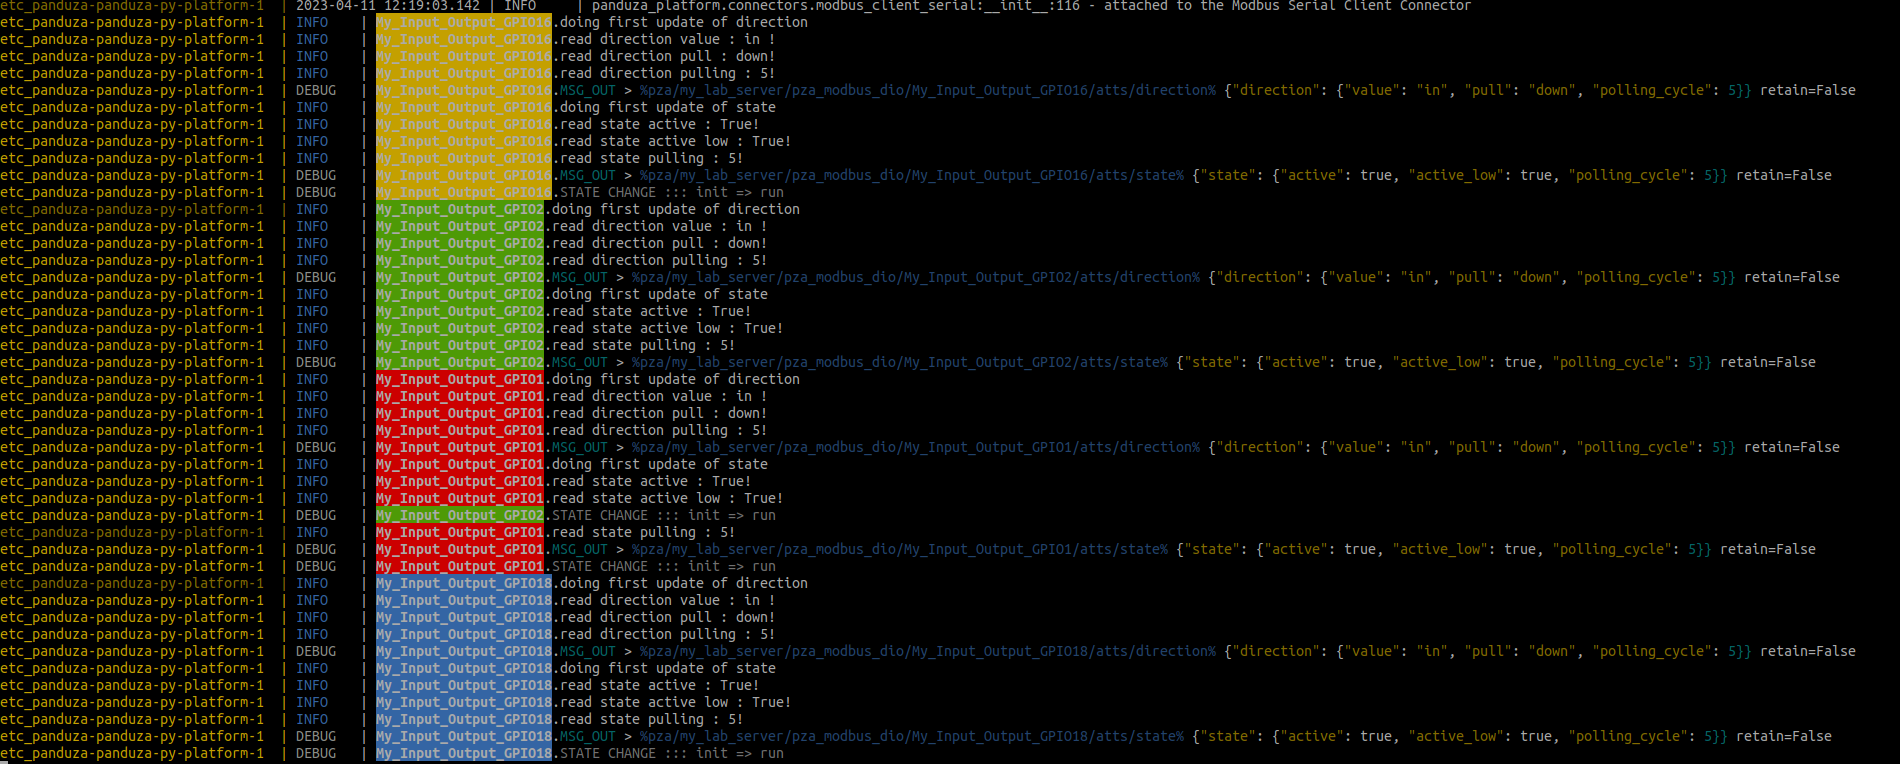 etc_panduza-panduza-py-platform-1  | 2023-04-11 12:19:03.142 | INFO     | panduza_platform.connectors.modbus_client_serial:__init__:116 - attached to the Modbus Serial Client Connector
etc_panduza-panduza-py-platform-1  | INFO    | My_Input_Output_GPIO16.doing first update of direction
etc_panduza-panduza-py-platform-1  | INFO    | My_Input_Output_GPIO16.read direction value : in !
etc_panduza-panduza-py-platform-1  | INFO    | My_Input_Output_GPIO16.read direction pull : down!
etc_panduza-panduza-py-platform-1  | INFO    | My_Input_Output_GPIO16.read direction pulling : 5!
etc_panduza-panduza-py-platform-1  | DEBUG   | My_Input_Output_GPIO16.MSG_OUT > %pza/my_lab_server/pza_modbus_dio/My_Input_Output_GPIO16/atts/direction% {"direction": {"value": "in", "pull": "down", "polling_cycle": 5}} retain=False
etc_panduza-panduza-py-platform-1  | INFO    | My_Input_Output_GPIO16.doing first update of state
etc_panduza-panduza-py-platform-1  | INFO    | My_Input_Output_GPIO16.read state active : True!
etc_panduza-panduza-py-platform-1  | INFO    | My_Input_Output_GPIO16.read state active low : True!
etc_panduza-panduza-py-platform-1  | INFO    | My_Input_Output_GPIO16.read state pulling : 5!
etc_panduza-panduza-py-platform-1  | DEBUG   | My_Input_Output_GPIO16.MSG_OUT > %pza/my_lab_server/pza_modbus_dio/My_Input_Output_GPIO16/atts/state% {"state": {"active": true, "active_low": true, "polling_cycle": 5}} retain=False
etc_panduza-panduza-py-platform-1  | DEBUG   | My_Input_Output_GPIO16.STATE CHANGE ::: init => run
etc_panduza-panduza-py-platform-1  | INFO    | My_Input_Output_GPIO2.doing first update of direction
etc_panduza-panduza-py-platform-1  | INFO    | My_Input_Output_GPIO2.read direction value : in !
etc_panduza-panduza-py-platform-1  | INFO    | My_Input_Output_GPIO2.read direction pull : down!
etc_panduza-panduza-py-platform-1  | INFO    | My_Input_Output_GPIO2.read direction pulling : 5!
etc_panduza-panduza-py-platform-1  | DEBUG   | My_Input_Output_GPIO2.MSG_OUT > %pza/my_lab_server/pza_modbus_dio/My_Input_Output_GPIO2/atts/direction% {"direction": {"value": "in", "pull": "down", "polling_cycle": 5}} retain=False
etc_panduza-panduza-py-platform-1  | INFO    | My_Input_Output_GPIO2.doing first update of state
etc_panduza-panduza-py-platform-1  | INFO    | My_Input_Output_GPIO2.read state active : True!
etc_panduza-panduza-py-platform-1  | INFO    | My_Input_Output_GPIO2.read state active low : True!
etc_panduza-panduza-py-platform-1  | INFO    | My_Input_Output_GPIO2.read state pulling : 5!
etc_panduza-panduza-py-platform-1  | DEBUG   | My_Input_Output_GPIO2.MSG_OUT > %pza/my_lab_server/pza_modbus_dio/My_Input_Output_GPIO2/atts/state% {"state": {"active": true, "active_low": true, "polling_cycle": 5}} retain=False
etc_panduza-panduza-py-platform-1  | INFO    | My_Input_Output_GPIO1.doing first update of direction
etc_panduza-panduza-py-platform-1  | INFO    | My_Input_Output_GPIO1.read direction value : in !
etc_panduza-panduza-py-platform-1  | INFO    | My_Input_Output_GPIO1.read direction pull : down!
etc_panduza-panduza-py-platform-1  | INFO    | My_Input_Output_GPIO1.read direction pulling : 5!
etc_panduza-panduza-py-platform-1  | DEBUG   | My_Input_Output_GPIO1.MSG_OUT > %pza/my_lab_server/pza_modbus_dio/My_Input_Output_GPIO1/atts/direction% {"direction": {"value": "in", "pull": "down", "polling_cycle": 5}} retain=False
etc_panduza-panduza-py-platform-1  | INFO    | My_Input_Output_GPIO1.doing first update of state
etc_panduza-panduza-py-platform-1  | INFO    | My_Input_Output_GPIO1.read state active : True!
etc_panduza-panduza-py-platform-1  | INFO    | My_Input_Output_GPIO1.read state active low : True!
etc_panduza-panduza-py-platform-1  | DEBUG   | My_Input_Output_GPIO2.STATE CHANGE ::: init => run
etc_panduza-panduza-py-platform-1  | INFO    | My_Input_Output_GPIO1.read state pulling : 5!
etc_panduza-panduza-py-platform-1  | DEBUG   | My_Input_Output_GPIO1.MSG_OUT > %pza/my_lab_server/pza_modbus_dio/My_Input_Output_GPIO1/atts/state% {"state": {"active": true, "active_low": true, "polling_cycle": 5}} retain=False
etc_panduza-panduza-py-platform-1  | DEBUG   | My_Input_Output_GPIO1.STATE CHANGE ::: init => run
etc_panduza-panduza-py-platform-1  | INFO    | My_Input_Output_GPIO18.doing first update of direction
etc_panduza-panduza-py-platform-1  | INFO    | My_Input_Output_GPIO18.read direction value : in !
etc_panduza-panduza-py-platform-1  | INFO    | My_Input_Output_GPIO18.read direction pull : down!
etc_panduza-panduza-py-platform-1  | INFO    | My_Input_Output_GPIO18.read direction pulling : 5!
etc_panduza-panduza-py-platform-1  | DEBUG   | My_Input_Output_GPIO18.MSG_OUT > %pza/my_lab_server/pza_modbus_dio/My_Input_Output_GPIO18/atts/direction% {"direction": {"value": "in", "pull": "down", "polling_cycle": 5}} retain=False
etc_panduza-panduza-py-platform-1  | INFO    | My_Input_Output_GPIO18.doing first update of state
etc_panduza-panduza-py-platform-1  | INFO    | My_Input_Output_GPIO18.read state active : True!
etc_panduza-panduza-py-platform-1  | INFO    | My_Input_Output_GPIO18.read state active low : True!
etc_panduza-panduza-py-platform-1  | INFO    | My_Input_Output_GPIO18.read state pulling : 5!
etc_panduza-panduza-py-platform-1  | DEBUG   | My_Input_Output_GPIO18.MSG_OUT > %pza/my_lab_server/pza_modbus_dio/My_Input_Output_GPIO18/atts/state% {"state": {"active": true, "active_low": true, "polling_cycle": 5}} retain=False
etc_panduza-panduza-py-platform-1  | DEBUG   | My_Input_Output_GPIO18.STATE CHANGE ::: init => run